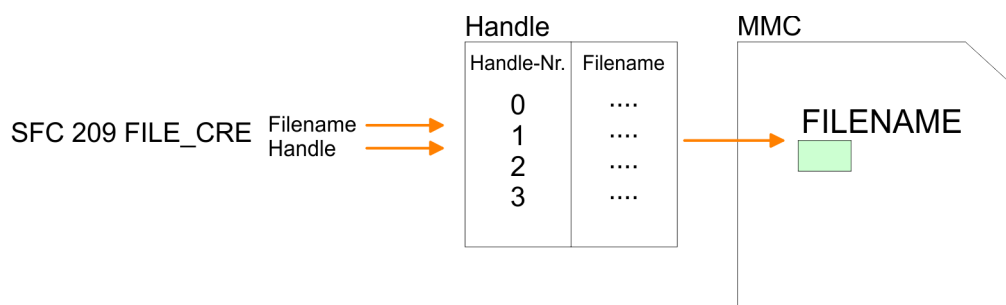 Handle
MMC
Handle-Nr. Filename
0 ....
1 ....
2 ....
3 ....
SFC 209 FILE_CRE
Filename
Handle
FILENAME